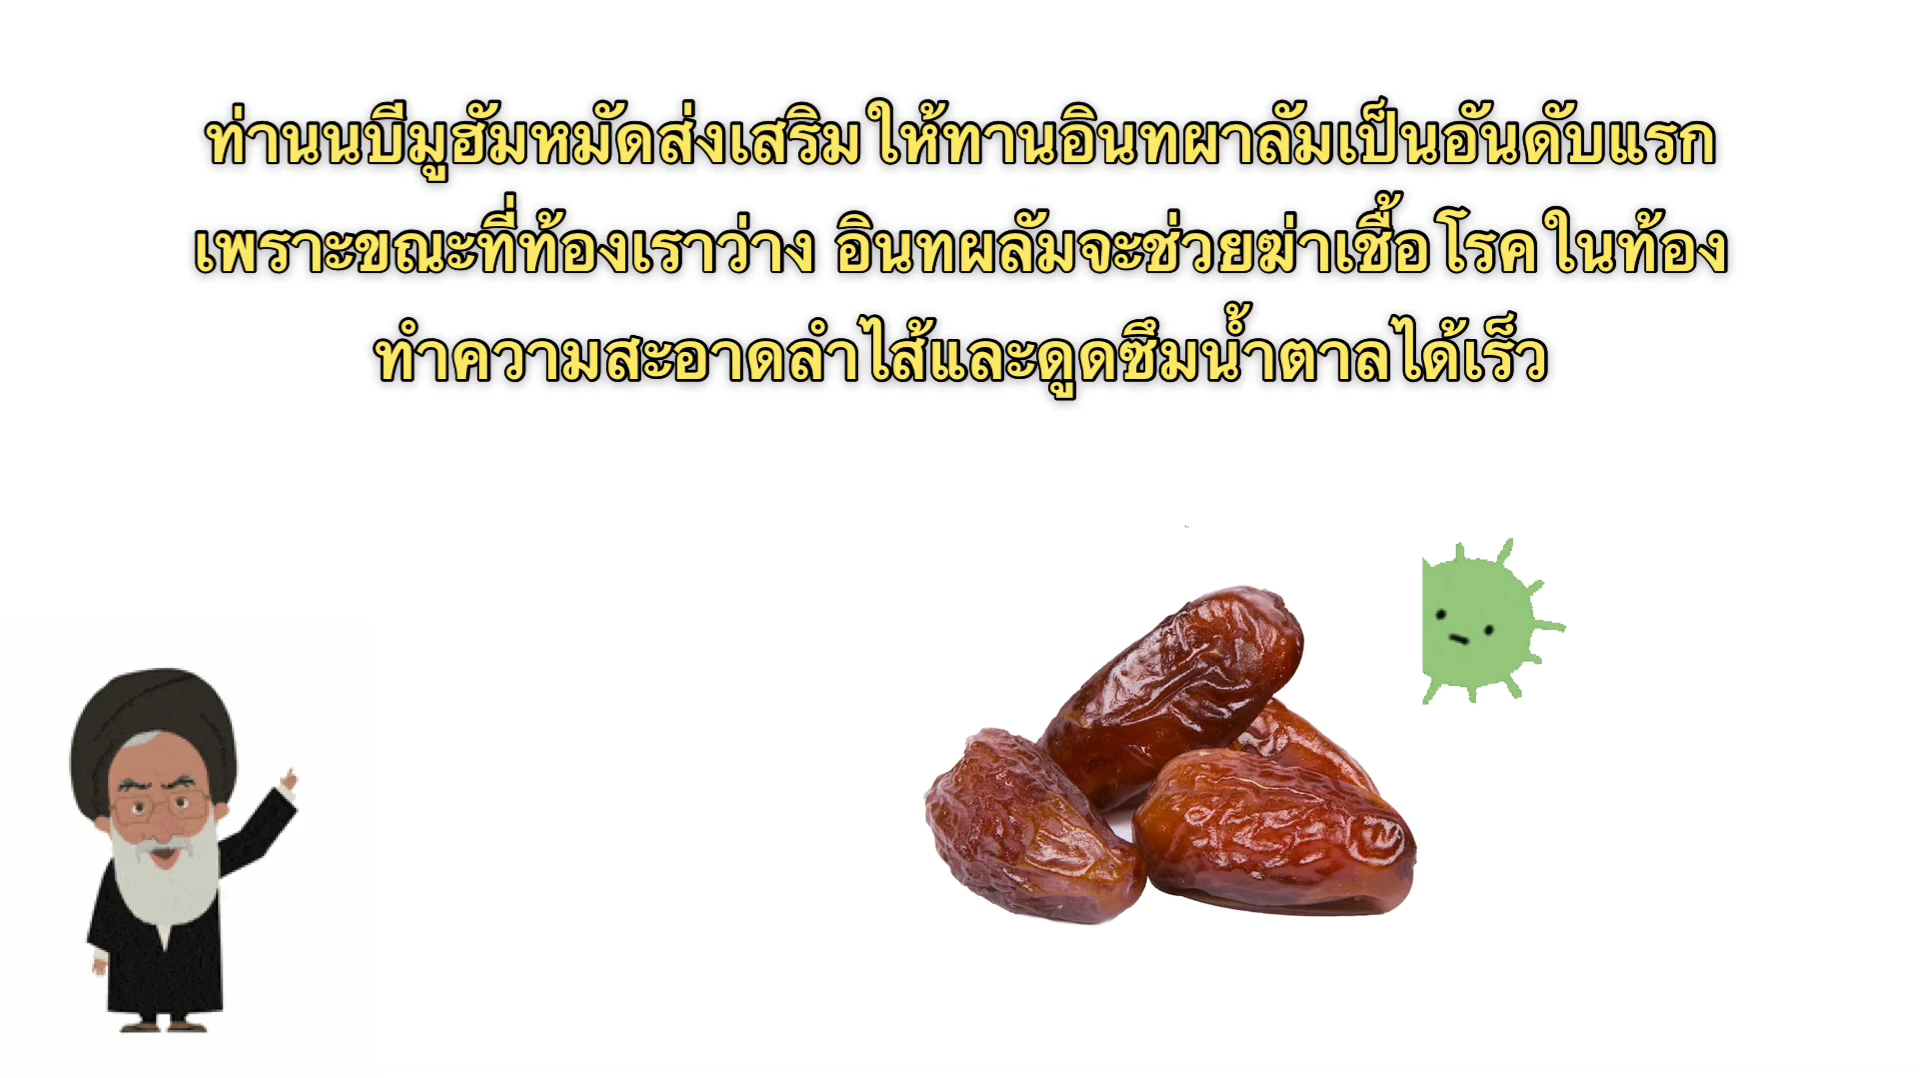 ท่านนบีมูฮัมหมัดส่งเสริมให้ทานอินทผาลัมเป็นอันดับแรก
เพราะขณะที่ท้องเราว่าง อินทผลัมจะช่วยฆ่าเชื้อโรคในท้อง
ทำความสะอาดลำไส้และดูดซึมน้ำตาลได้เร็ว